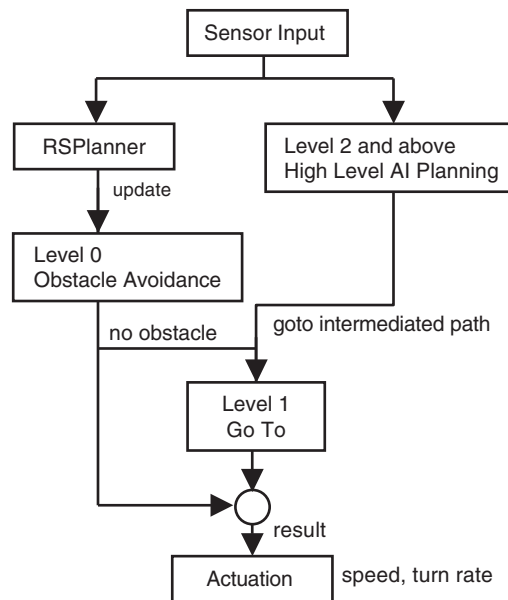 Sensor Input
RSPlanner
Level 2 and above
High Level AI Planning
update
Level 0
Obstacle Avoidance
no obstacle
goto intermediated path
Level 1
Go To
result
Actuation
speed, turn rate